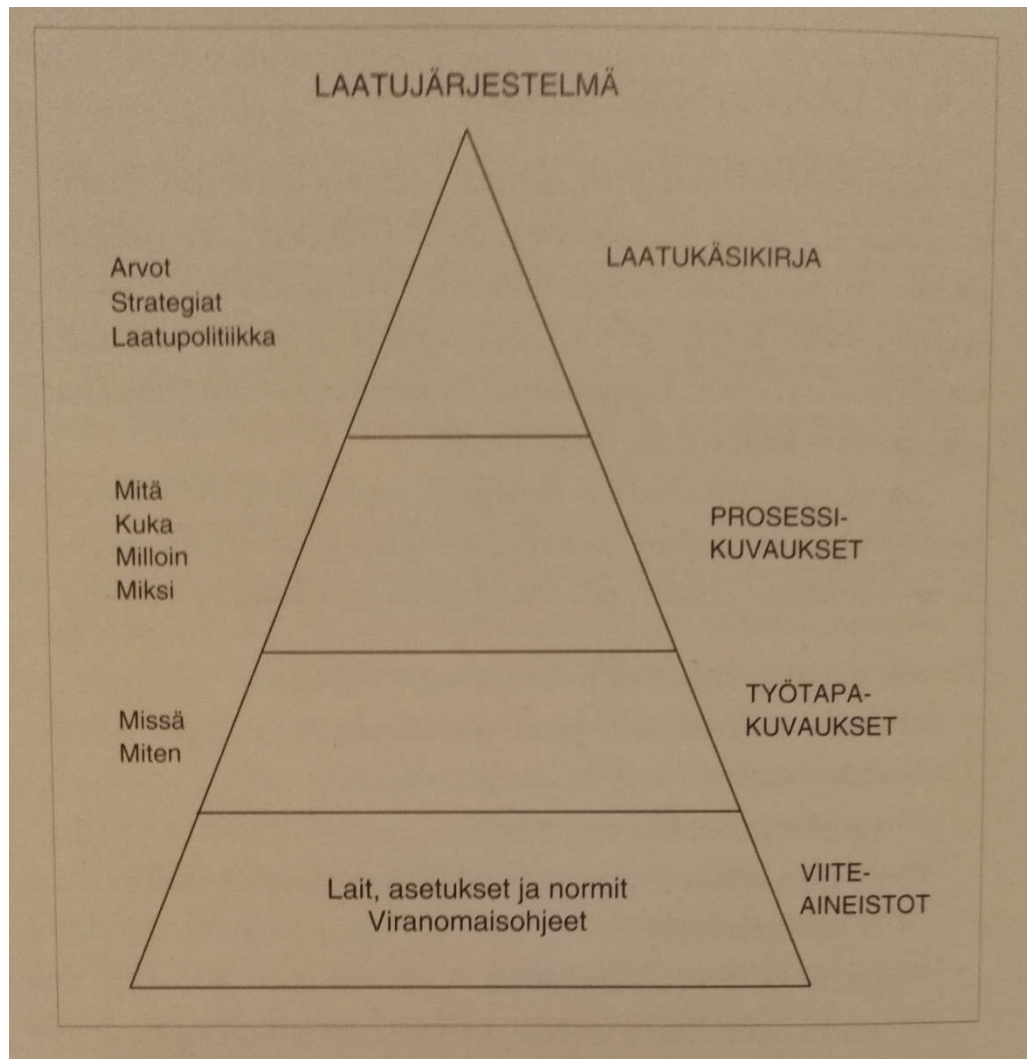 LAATUJÄRJESTELMÄ
Arvot
Strategiat
Laatupolitiikka
LAATUKÄSIKIRJA
Mitä
Kuka
Milloin
Miksi
PROSESSI-
KUVAUKSET
Missä
Miten
TYÖTAPA-
KUVAUKSET
Lait, asetukset ja normit
Viranomaisohjeet
VIITE-
AINEISTOT